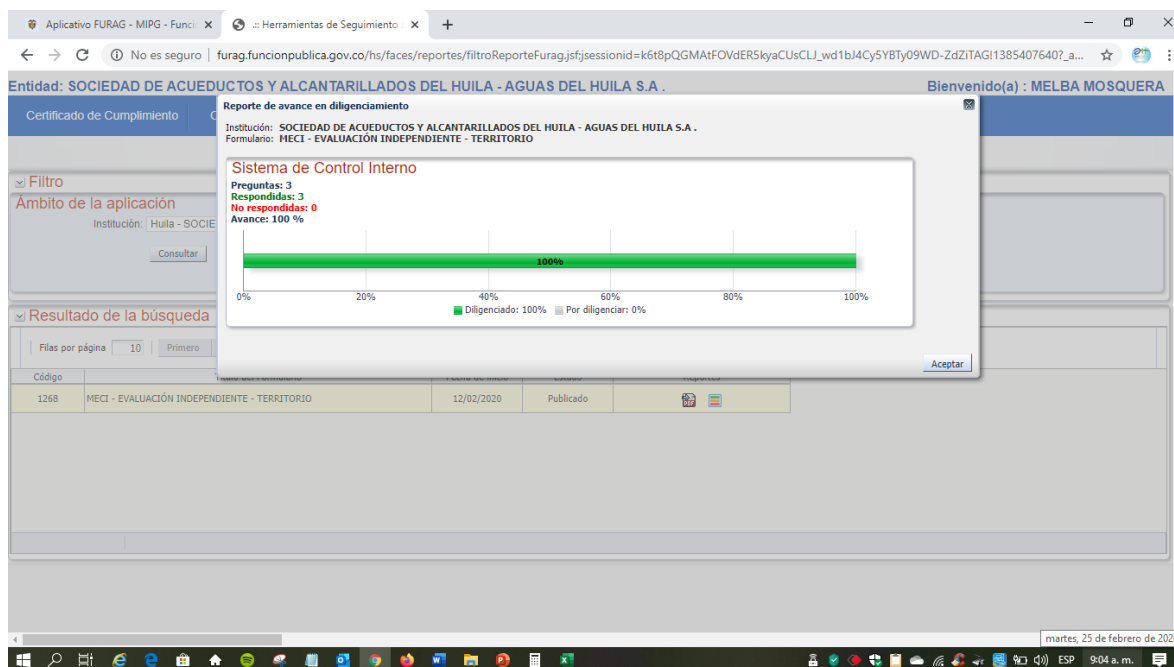 Aplicativo FURAG - MIPG - Funci
.:: Herramientas de Seguimiento
No es seguro | furag.funcionpublica.gov.co/hs/faces/reportes/filtroReporteFurag.jsf;jsessionid=k6t8pQGMAtFOVdER5kyaCUsCLJ_wd1bJ4Cy5YBTy09WD-ZdZiTAG!1385407640?_a...
Entidad: SOCIEDAD DE ACUEDUCTOS Y ALCANTARILLADOS DEL HUILA - AGUAS DEL HUILA S.A .
Bienvenido(a) : MELBA MOSQUERA
Certificado de Cumplimiento
Reporte de avance en diligenciamiento
Institución: SOCIEDAD DE ACUEDUCTOS Y ALCANTARILLADOS DEL HUILA - AGUAS DEL HUILA S.A .
Formulario: MECI - EVALUACIÓN INDEPENDIENTE - TERRITORIO
Sistema de Control Interno
Preguntas: 3
Respondidas: 3
No respondidas: 0
Avance: 100 %
100%
0% 20% 40% 60% 80% 100%
Diligenciado: 100% Por diligenciar: 0%
Aceptar
Filtro
Ámbito de la aplicación
Institución: Huila - SOCIE
Consultar
Resultado de la búsqueda
Filas por página 10 Primero
Código
1268 MECI - EVALUACIÓN INDEPENDIENTE - TERRITORIO 12/02/2020 Publicado
martes, 25 de febrero de 202
ESP 9:04 a. m.